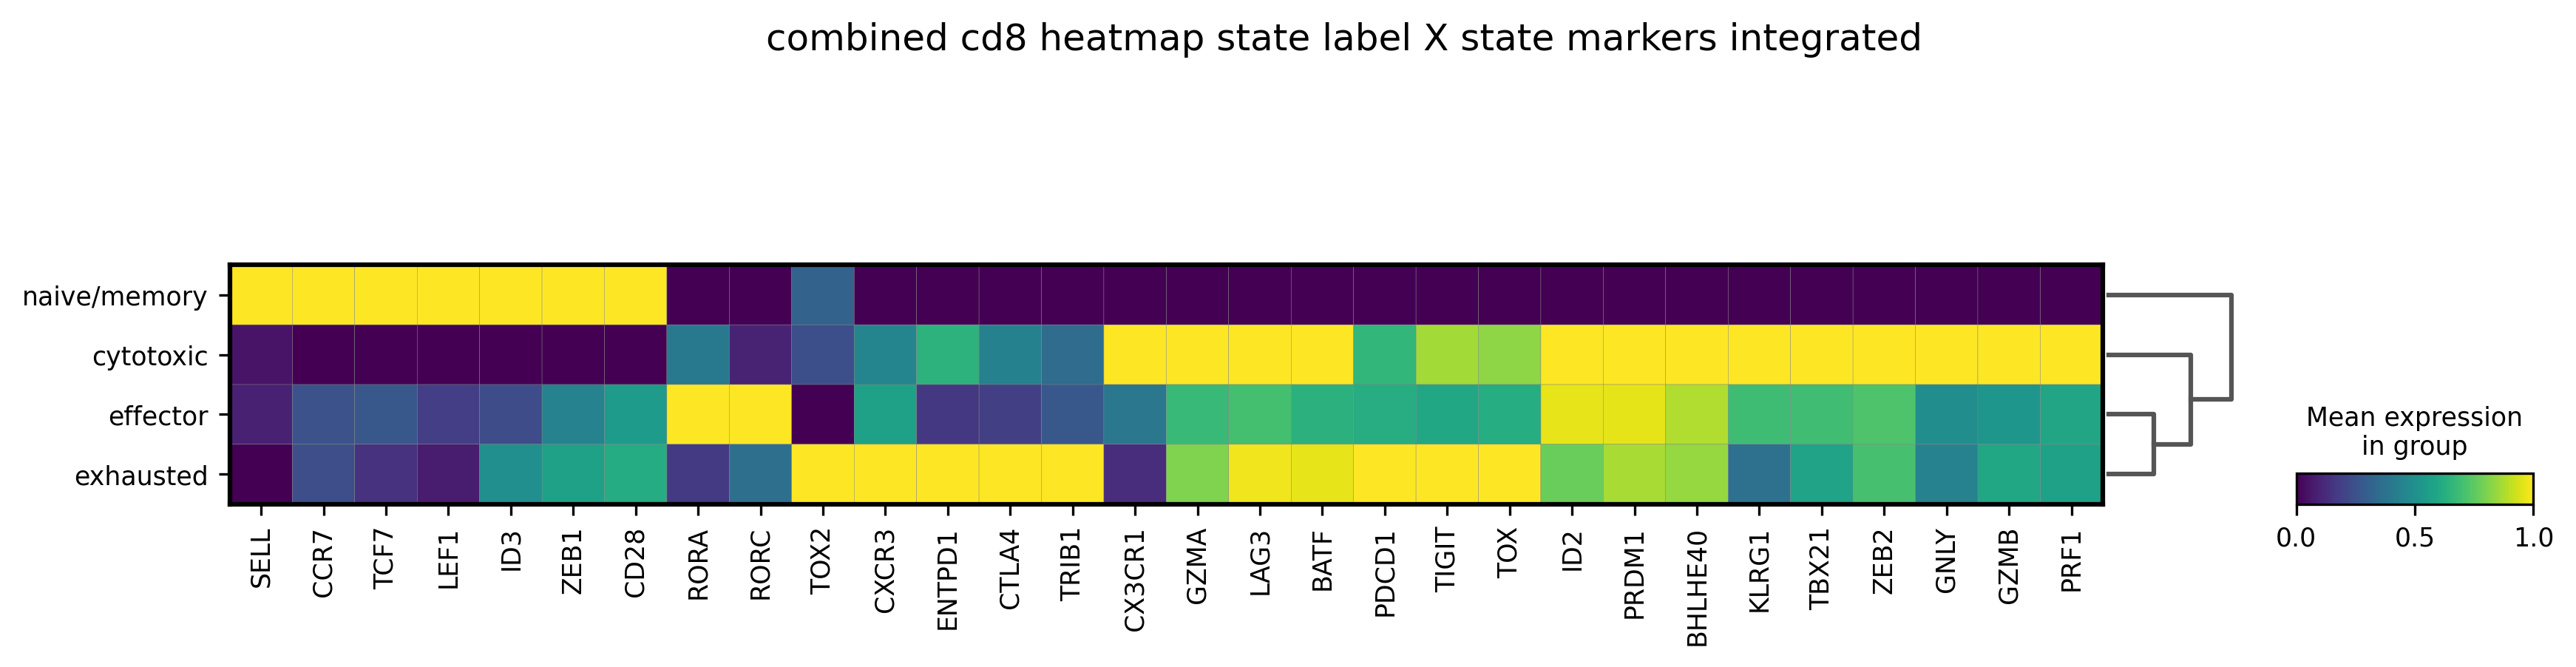 combined cd8 heatmap state label X state markers integrated
naive/memory
cytotoxic
effector
exhausted
SELL
CCR7
TCF7
LEF1
ID3
ZEB1
CD28
RORA
RORC
TOX2
CXCR3
ENTPD1
CTLA4
TRIB1
CX3CR1
GZMA
LAG3
BATF
PDCD1
TIGIT
TOX
ID2
PRDM1
BHLHE40
KLRG1
TBX21
ZEB2
GNLY
GZMB
PRF1
Mean expression
in group
0.0 0.5 1.0